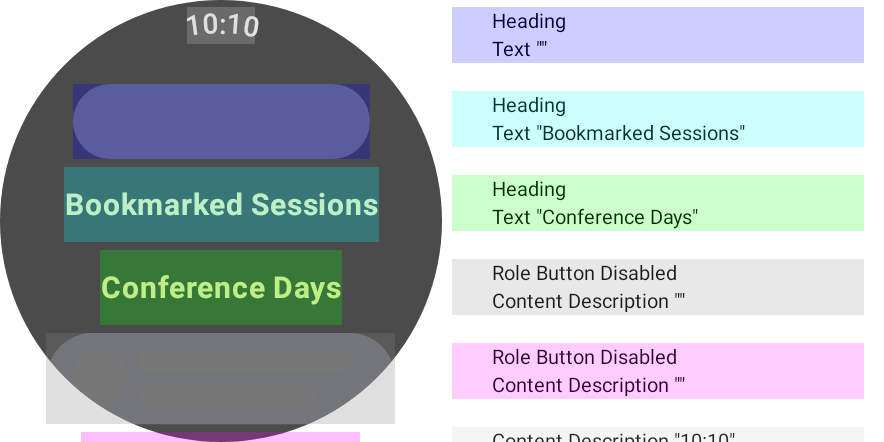 10:10
Bookmarked Sessions
Conference Days
Heading
Text ""
Heading
Text "Bookmarked Sessions"
Heading
Text "Conference Days"
Role Button Disabled
Content Description ""
Role Button Disabled
Content Description ""
Content Description "10:10"